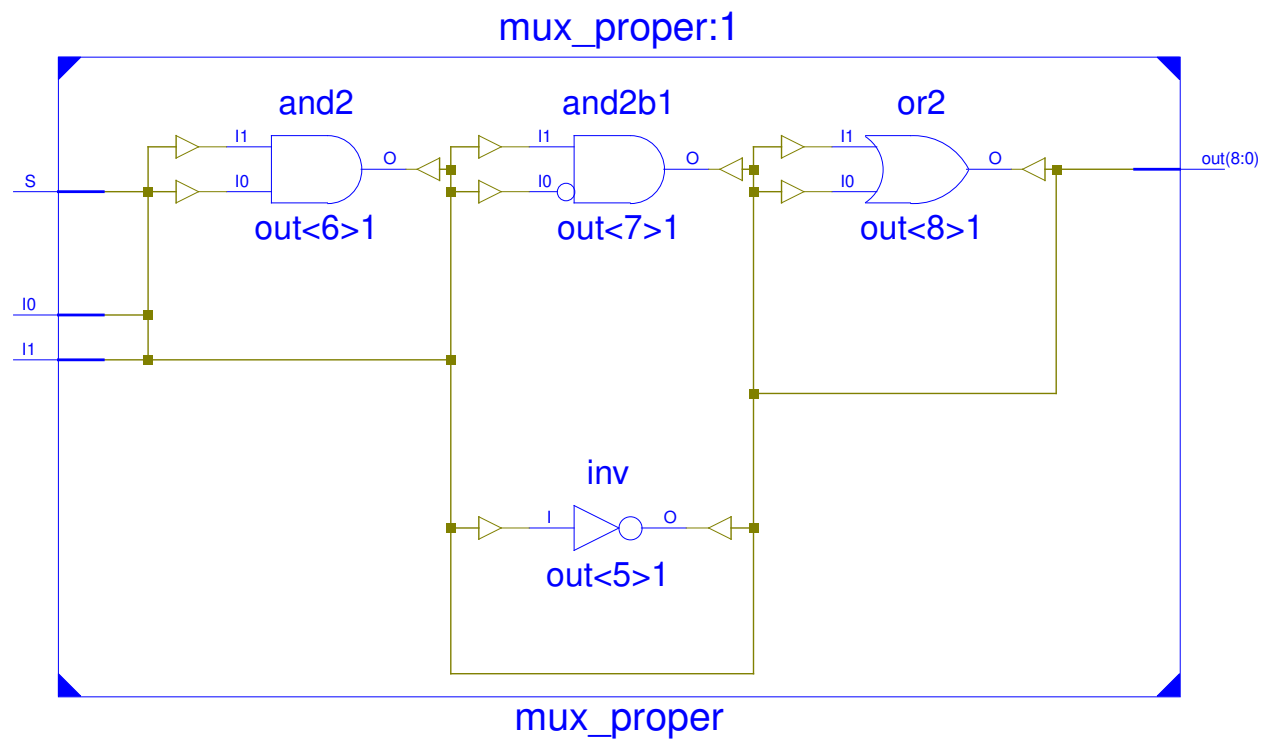 mux_proper:1
and2
and2b1
or2
I1
O
I1
O
I1
O
out(8:0)
S
I0
I0
I0
out<6>1
out<7>1
out<8>1
I0
I1
inv
I
O
out<5>1
mux_proper